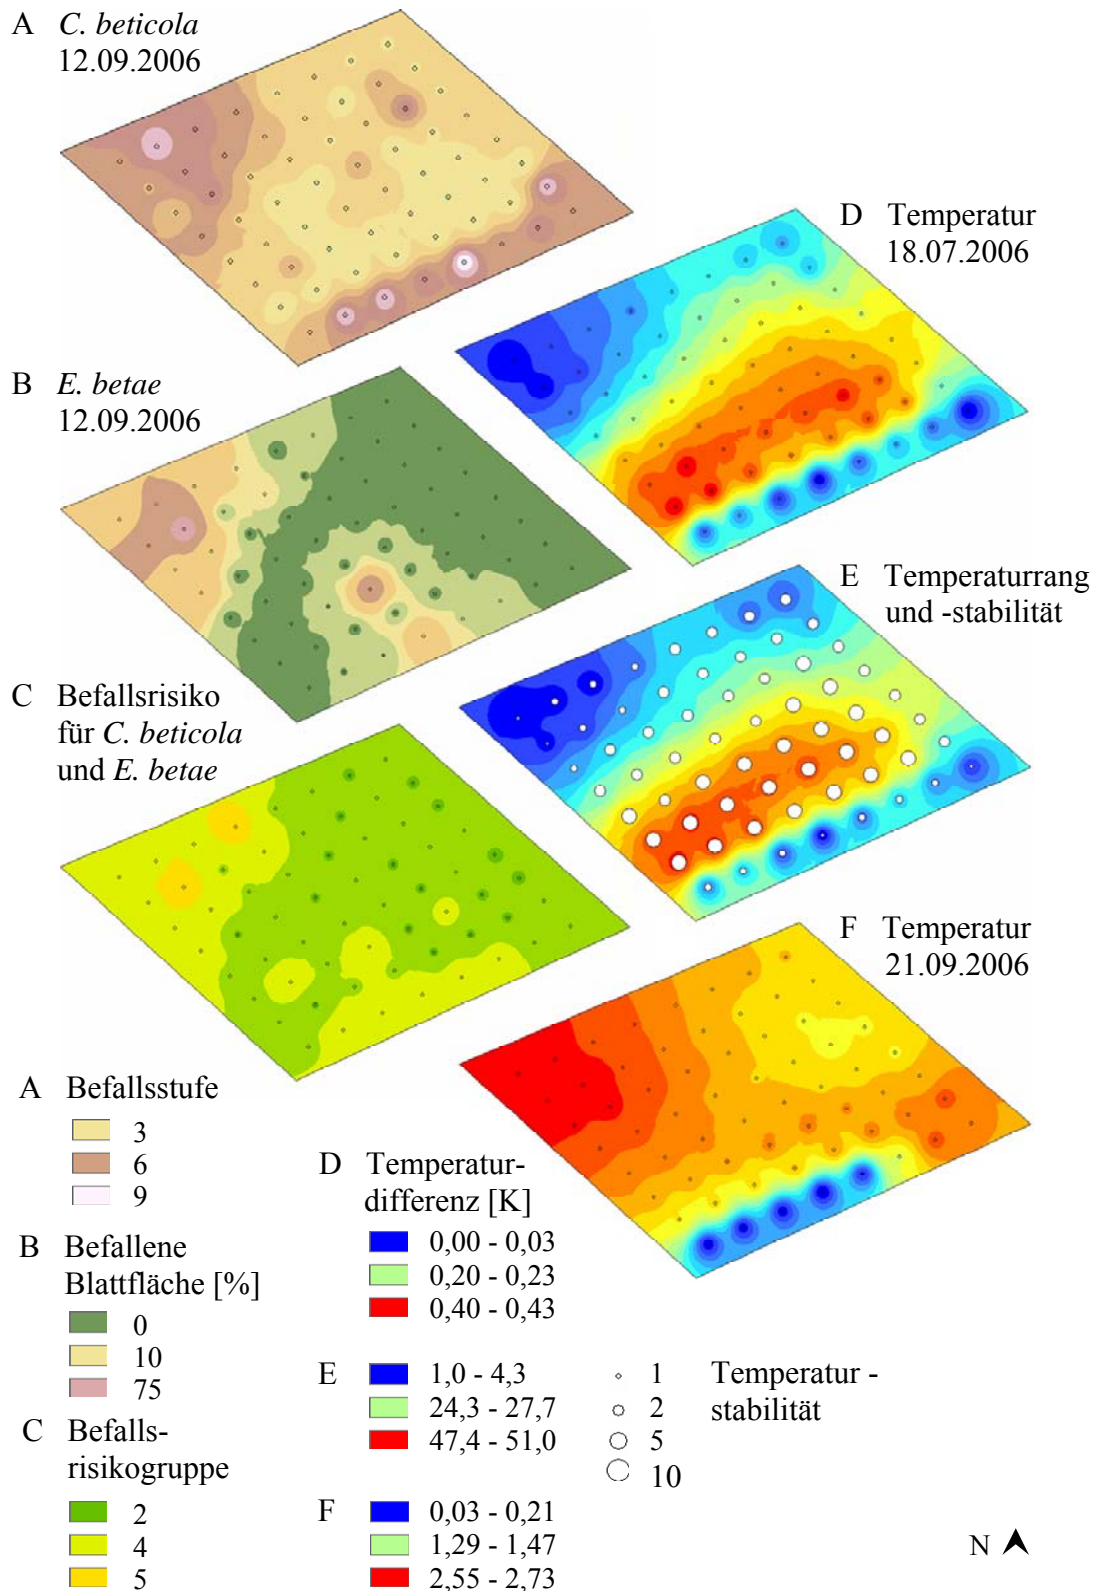 A C. beticola
12.09.2006
D Temperatur
18.07.2006
B E. betae
12.09.2006
E Temperaturrang
und -stabilität
C Befallsrisiko
für C. beticola
und E. betae
F Temperatur
21.09.2006
A Befallsstufe
3
6
9
B Befallene
Blattfläche [%]
0
10
75
C Befalls-
risikogruppe
2
4
5
D Temperatur-
differenz [K]
0,00 - 0,03
0,20 - 0,23
0,40 - 0,43
E 1,0 - 4,3
24,3 - 27,7
47,4 - 51,0
1 Temperatur -
2 stabilität
5
10
F 0,03 - 0,21
1,29 - 1,47
2,55 - 2,73
N